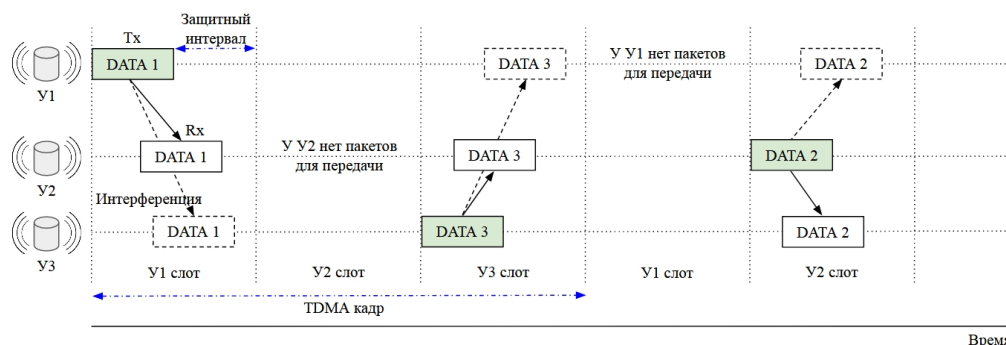 Tx
Защитный
интервал
DATA 1
DATA 3
У У1 нет пакетов
для передачи
DATA 2
У1
Rx
DATA 1
У У2 нет пакетов
для передачи
DATA 3
DATA 2
У2
Интерференция
DATA 1
DATA 3
DATA 2
У3
У1 слот
У2 слот
У3 слот
У1 слот
У2 слот
TDMA кадр
Время